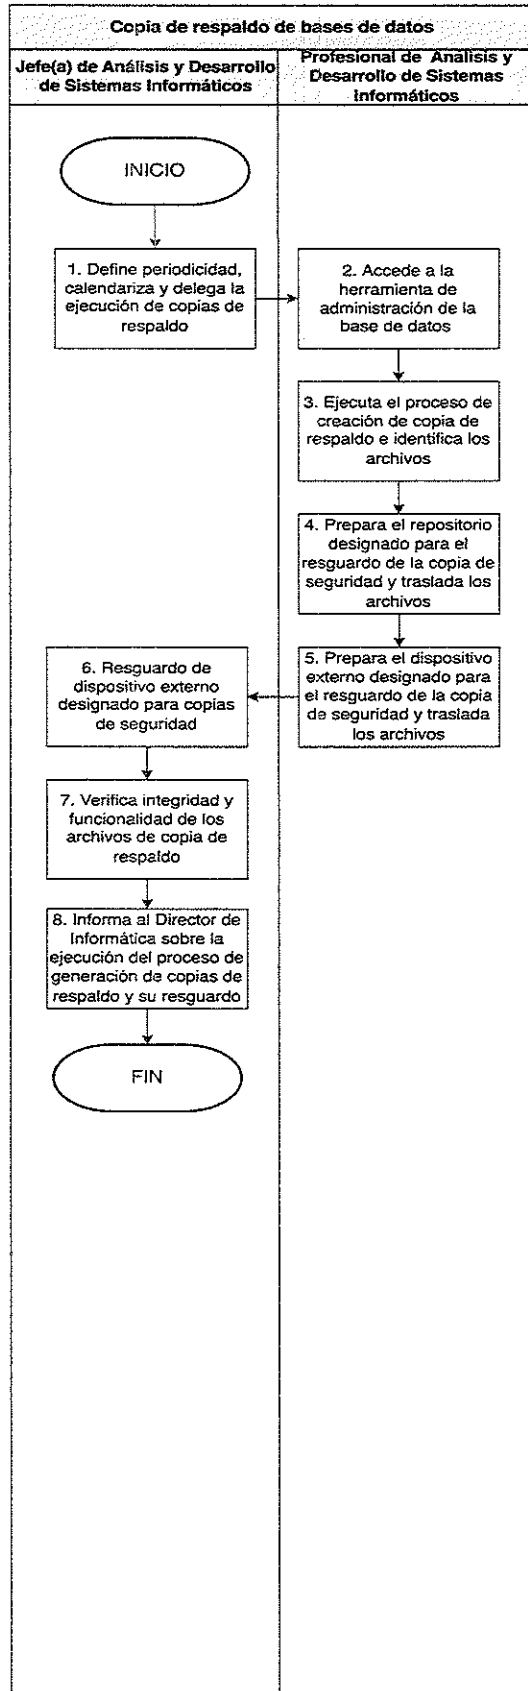 Copia de respaldo de bases de datos
Jefe(a) de Análisis y Desarrollo
de Sistemas Informáticos
Profesional de Análisis y
Desarrollo de Sistemas
Informáticos
INICIO
1. Define periodicidad,
calendariza y delega la
ejecución de copias de
respaldo
2. Accede a la
herramienta de
administración de la
base de datos
3. Ejecuta el proceso de
creación de copia de
respaldo e identifica los
archivos
4. Prepara el repositorio
designado para el
resguardo de la copia de
seguridad y traslada los
archivos
5. Prepara el dispositivo
externo designado para
el resguardo de la copia
de seguridad y traslada
los archivos
6. Resguardo de
dispositivo externo
designado para copias
de seguridad
7. Verifica integridad y
funcionalidad de los
archivos de copia de
respaldo
8. Informa al Director de
Informática sobre la
ejecución del proceso de
generación de copias de
respaldo y su resguardo
FIN